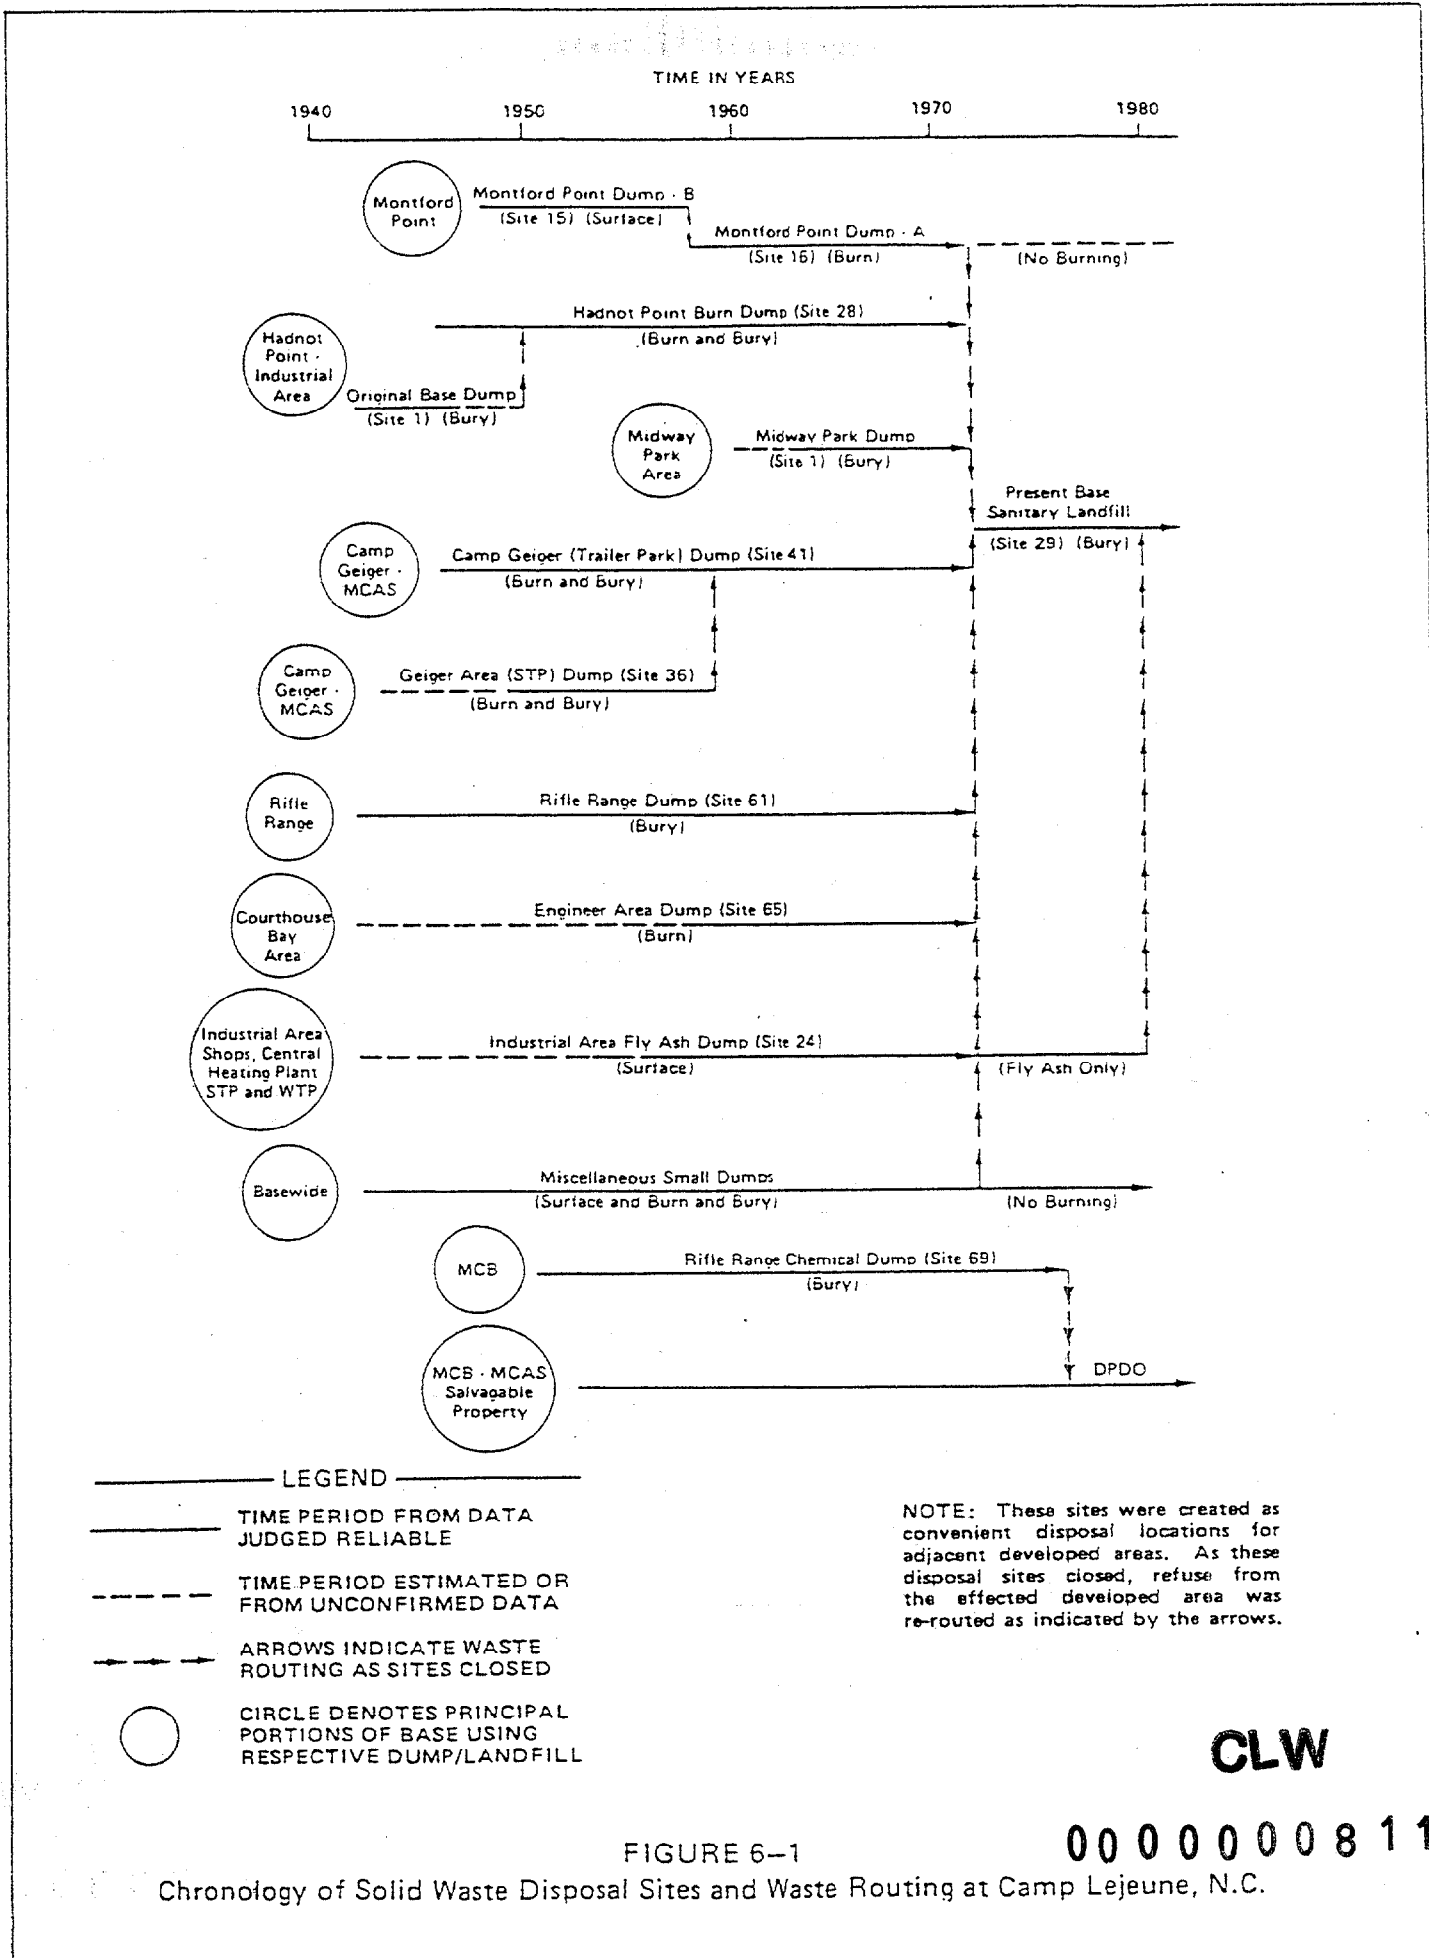 TIME IN YEARS
1940 1950 1960 1970 1980
Montford
Point
Montford Point Dump - B
(Site 15) (Surface)
Montford Point Dump - A
(Site 16) (Burn)
(No Burning)
Hadnot
Point -
Industrial
Area
Hadnot Point Burn Dump (Site 28)
(Burn and Bury)
Original Base Dump
(Site 1) (Bury)
Midway
Park
Area
Midway Park Dump
(Site 1) (Bury)
Present Base
Sanitary Landfill
(Site 29) (Bury)
Camp
Geiger -
MCAS
Camp Geiger (Trailer Park) Dump (Site 41)
(Burn and Bury)
Camp
Geiger -
MCAS
Geiger Area (STP) Dump (Site 36)
(Burn and Bury)
Rifle
Range
Rifle Range Dump (Site 61)
(Bury)
Courthouse
Bay
Area
Engineer Area Dump (Site 65)
(Burn)
Industrial Area
Shops, Central
Heating Plant
STP and WTP
Industrial Area Fly Ash Dump (Site 24)
(Surface)
(Fly Ash Only)
Basewide
Miscellaneous Small Dumps
(Surface and Burn and Bury)
(No Burning)
MCB
Rifle Range Chemical Dump (Site 69)
(Bury)
MCB - MCAS
Salvagable
Property
DPDO
LEGEND
TIME PERIOD FROM DATA
JUDGED RELIABLE
TIME PERIOD ESTIMATED OR
FROM UNCONFIRMED DATA
ARROWS INDICATE WASTE
ROUTING AS SITES CLOSED
CIRCLE DENOTES PRINCIPAL
PORTIONS OF BASE USING
RESPECTIVE DUMP/LANDFILL
NOTE: These sites were created as
convenient disposal locations for
adjacent developed areas. As these
disposal sites closed, refuse from
the effected developed area was
re-routed as indicated by the arrows.
CLW
0000000811
FIGURE 6-1
Chronology of Solid Waste Disposal Sites and Waste Routing at Camp Lejeune, N.C.